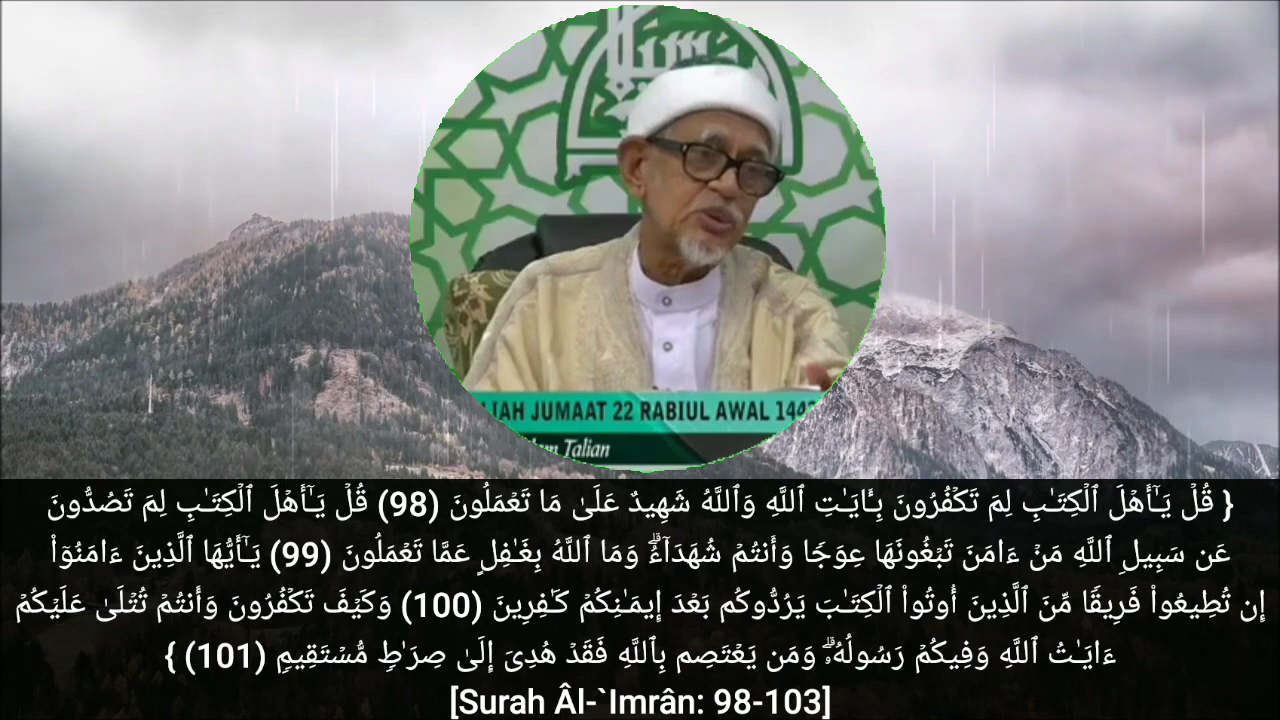 LIAH JUMAAT 22 RABIUL AWAL 144
Talian
{ قُلۡ يَـٰٓأَهۡلَ ٱلۡكِتَـٰبِ لِمَ تَكۡفُرُونَ بِـَٔايَـٰتِ ٱللَّهِ وَٱللَّهُ شَهِيدٌ عَلَىٰ مَا تَعۡمَلُونَ (98) قُلۡ يَـٰٓأَهۡلَ ٱلۡكِتَـٰبِ لِمَ تَصُدُّونَ
عَن سَبِيلِ ٱللَّهِ مَنۡ ءَامَنَ تَبۡغُونَهَا عِوَجًا وَأَنتُمۡ شُهَدَاۤءُۗ وَمَا ٱللَّهُ بِغَـٰفِلٍ عَمَّا تَعۡمَلُونَ (99) يَـٰٓأَيُّهَا ٱلَّذِينَ ءَامَنُوٓا۟
إِن تُطِيعُوا۟ فَرِيقًا مِّنَ ٱلَّذِينَ أُوتُوا۟ ٱلۡكِتَـٰبَ يَرُدُّوكُم بَعۡدَ إِيمَـٰنِكُمۡ كَـٰفِرِينَ (100) وَكَيۡفَ تَكۡفُرُونَ وَأَنتُمۡ تُتۡلَىٰ عَلَيۡكُمۡ
ءَايَـٰتُ ٱللَّهِ وَفِيكُمۡ رَسُولُهُۥۗ وَمَن يَعۡتَصِم بِٱللَّهِ فَقَدۡ هُدِىَ إِلَىٰ صِرَ ٰ⁠طࣲ مُّسۡتَقِيمࣲ (101) }
[Surah Âl-`Imrân: 98-103]